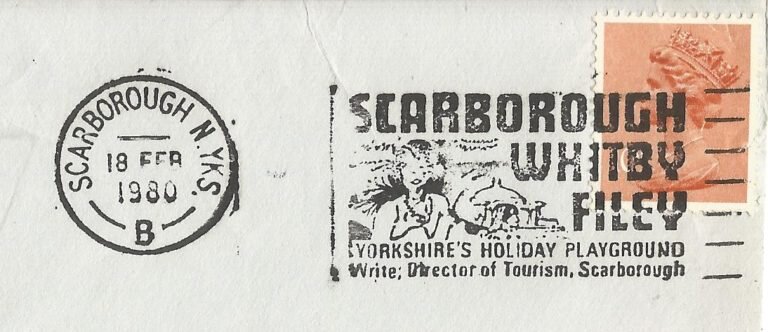 SCARBOROUGH N. YKS.
18 FEB
1980
B
SCARBOROUGH
WHITBY
FILEY
YORKSHIRE'S HOLIDAY PLAYGROUND
Write; Director of Tourism, Scarborough